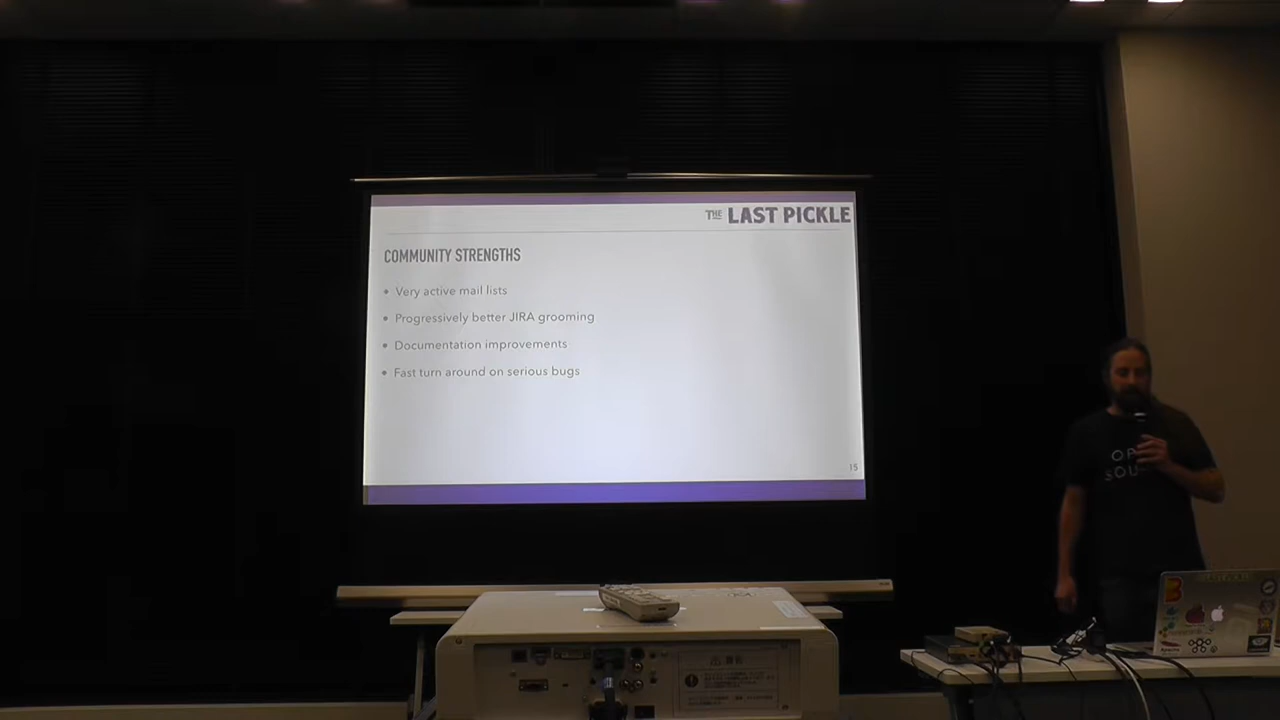 THE LAST PICKLE
COMMUNITY STRENGTHS
• Very active mail lists
• Progressively better JIRA grooming
• Documentation improvements
• Fast turn around on serious bugs
15